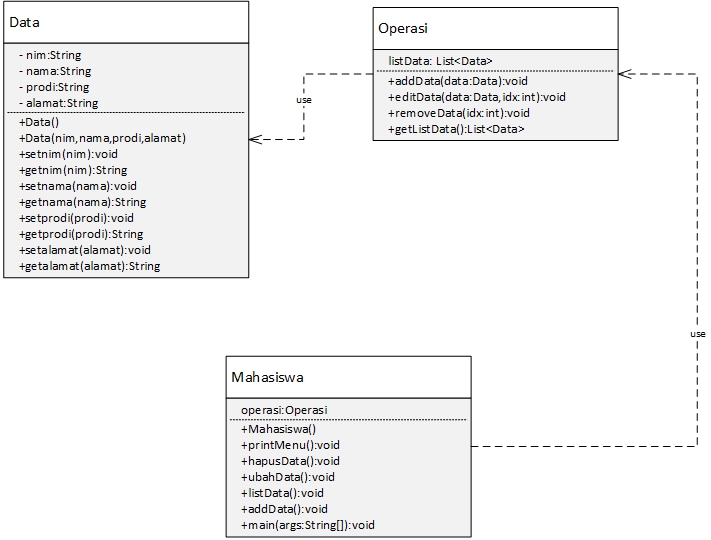 Data
- nim:String
- nama:String
- prodi:String
- alamat:String
+Data()
+Data(nim,nama,prodi,alamat)
+setnim(nim):void
+getnim(nim):String
+setnama(nama):void
+getnama(nama):String
+setprodi(prodi):void
+getprodi(prodi):String
+setalamat(alamat):void
+getalamat(alamat):String
use
Operasi
listData: List<Data>
+addData(data:Data):void
+editData(data:Data,idx:int):void
+removeData(idx:int):void
+getListData():List<Data>
use
Mahasiswa
operasi:Operasi
+Mahasiswa()
+printMenu():void
+hapusData():void
+ubahData():void
+listData():void
+addData():void
+main(args:String[]):void